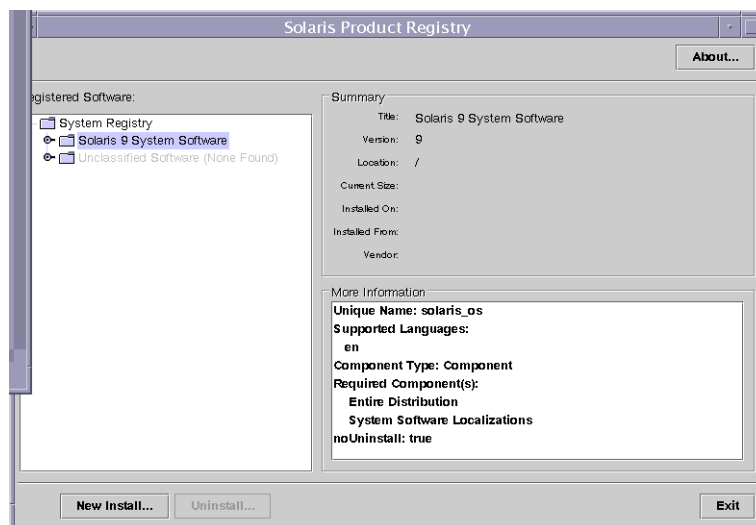 Solaris Product Registry
About...
egistered Software:
System Registry
Solaris 9 System Software
Unclassified Software (None Found)
Summary
Title: Solaris 9 System Software
Version: 9
Location: /
Current Size:
Installed On:
Installed From:
Vendor:
More Information
Unique Name: solaris_os
Supported Languages:
en
Component Type: Component
Required Component(s):
Entire Distribution
System Software Localizations
noUninstall: true
New Install...
Uninstall...
Exit